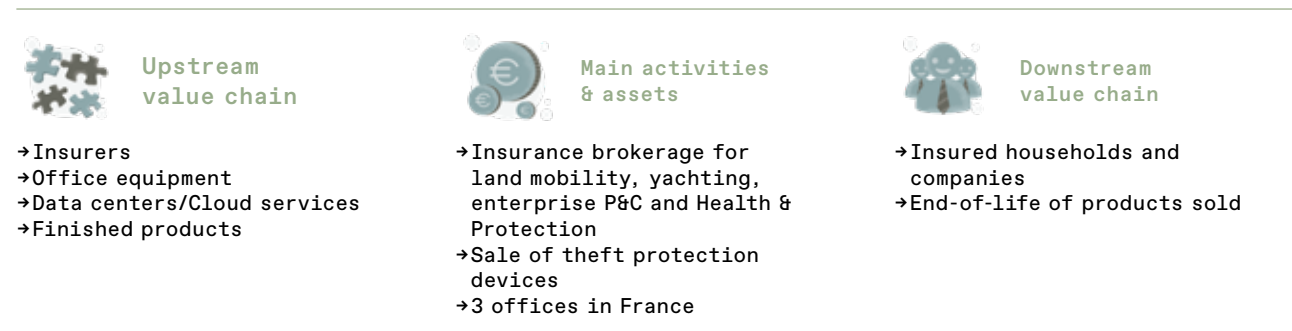 Upstream
value chain
→Insurers
→Office equipment
→Data centers/Cloud services
→Finished products
Main activities
& assets
→Insurance brokerage for
land mobility, yachting,
enterprise P&C and Health &
Protection
→Sale of theft protection
devices
→3 offices in France
Downstream
value chain
→Insured households and
companies
→End-of-life of products sold